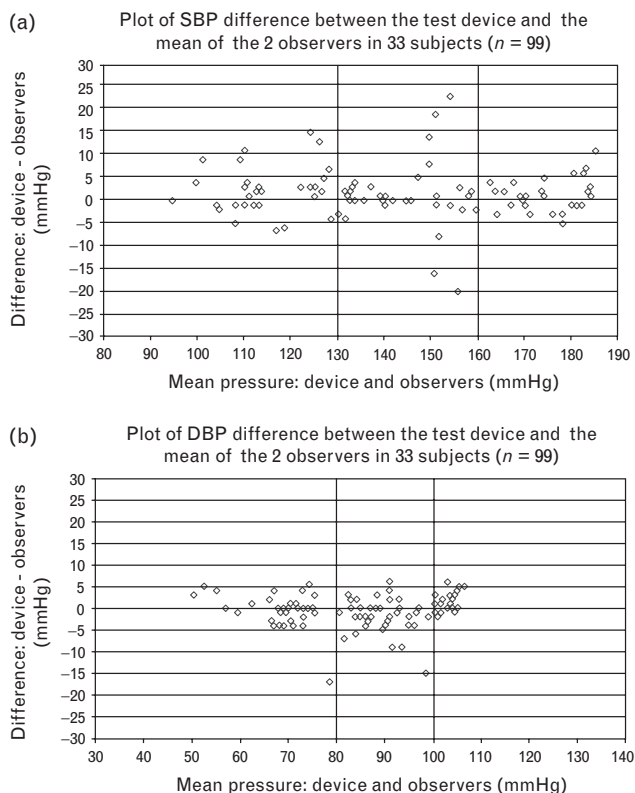 (a)
Plot of SBP difference between the test device and the
mean of the 2 observers in 33 subjects (n = 99)
Difference: device - observers
(mmHg)
30
25
20
15
10
5
0
−5
−10
−15
−20
−25
−30
80 90 100 110 120 130 140 150 160 170 180 190
Mean pressure: device and observers (mmHg)
(b)
Plot of DBP difference between the test device and the
mean of the 2 observers in 33 subjects (n = 99)
Difference: device - observers
(mmHg)
30
25
20
15
10
5
0
−5
−10
−15
−20
−25
−30
30 40 50 60 70 80 90 100 110 120 130 140
Mean pressure: device and observers (mmHg)